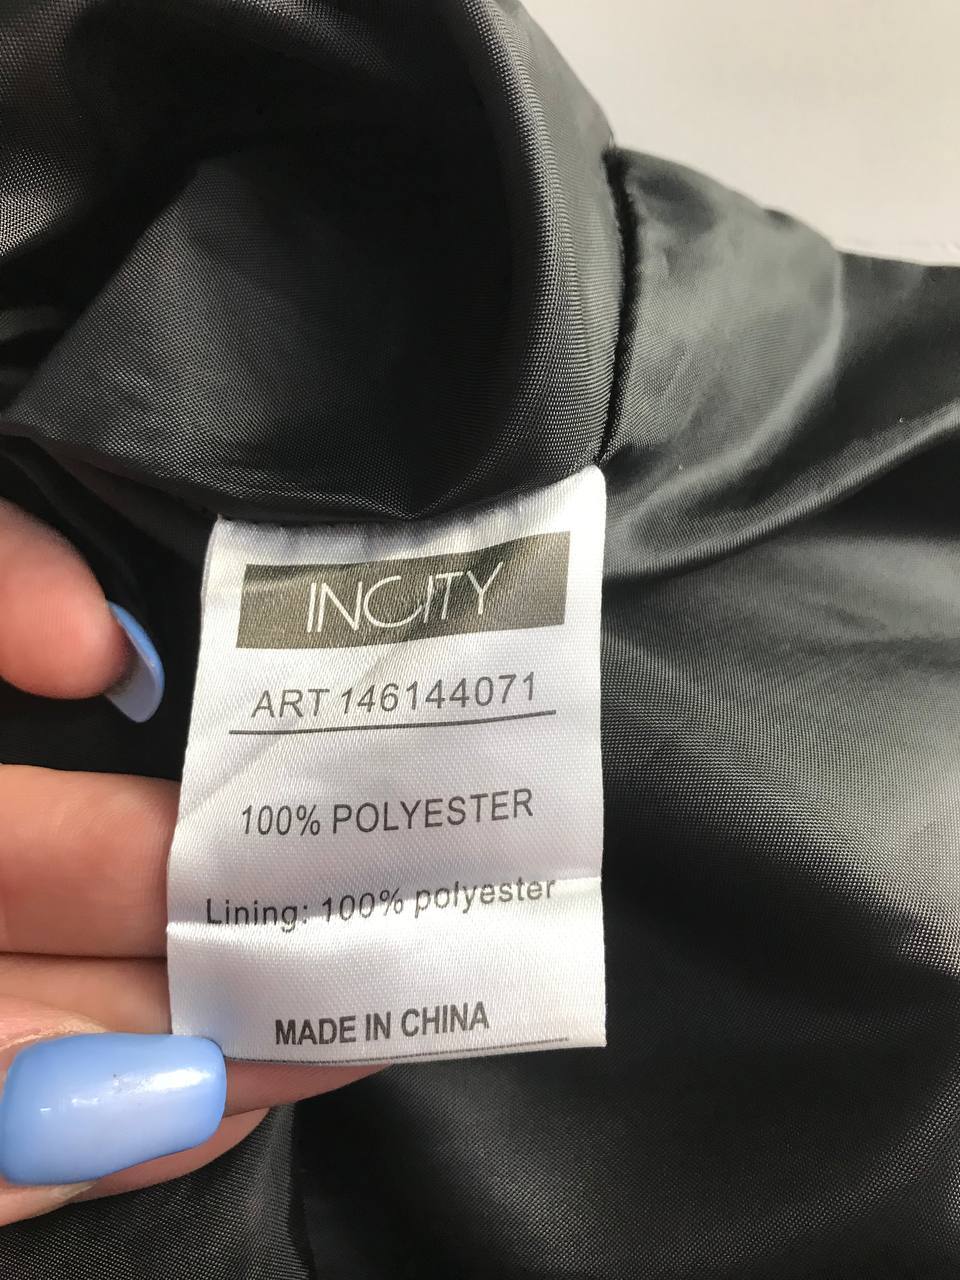 INCITY
ART 146144071
100% POLYESTER
Lining: 100% polyester
MADE IN CHINA